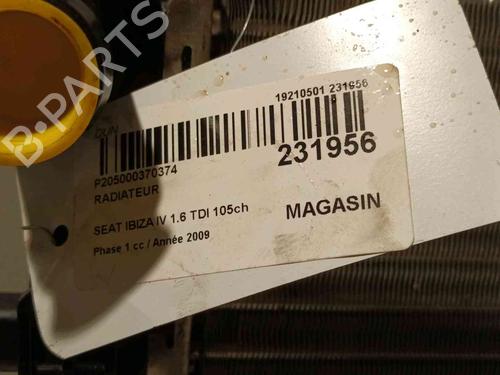 B-PARTS
19210501 231956
DUN
P205000370374
231956
RADIATEUR
SEAT IBIZA IV 1.6 TDI 105ch
MAGASIN
Phase 1 cc / Année 2009